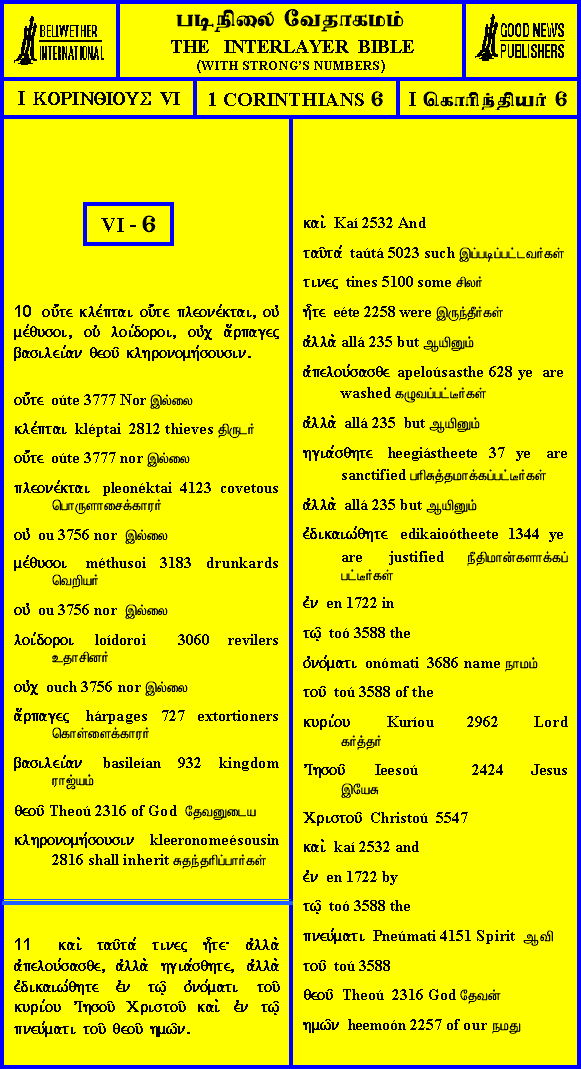 BELLWETHER
INTERNATIONAL
படிநிலை வேதாகமம்
THE INTERLAYER BIBLE
(WITH STRONG'S NUMBERS)
GOOD NEWS
PUBLISHERS
I ΚΟΡΙΝΘΙΟΥΣ VI
1 CORINTHIANS 6
I கொரிந்தியர் 6
VI - 6
10 οὔτε κλέπται οὔτε πλεονέκται, οὐ
μέθυσοι, οὐ λοίδοροι, οὐχ ἅρπαγες
βασιλείαν θεοῦ κληρονομήσουσιν.
οὔτε oúte 3777 Nor இல்லை
κλέπται kléptai 2812 thieves திருடர்
οὔτε oúte 3777 nor இல்லை
πλεονέκται pleonéktai 4123 covetous
பொருளாசைக்காரர்
οὐ ou 3756 nor இல்லை
μέθυσοι méthusoi 3183 drunkards
வெறியர்
οὐ ou 3756 nor இல்லை
λοίδοροι loídoroi 3060 revilers
உதாசினர்
οὐχ ouch 3756 nor இல்லை
ἅρπαγες hárpages 727 extortioners
கொள்ளைக்காரர்
βασιλείαν basileían 932 kingdom
ராஜ்யம்
θεοῦ Theoú 2316 of God தேவனுடைய
κληρονομήσουσιν kleeronomeésousin
2816 shall inherit சுதந்தரிப்பார்கள்
11 καὶ ταῦτά τινες ἦτε· ἀλλὰ
ἀπελούσασθε, ἀλλὰ ηγιάσθητε, ἀλλὰ
ἐδικαιώθητε ἐν τῷ ὀνόματι τοῦ
κυρίου Ἰησοῦ Χριστοῦ καὶ ἐν τῷ
πνεύματι τοῦ θεοῦ ημῶν.
καὶ Kaí 2532 And
ταῦτά taútá 5023 such இப்படிப்பட்டவர்கள்
τινες tines 5100 some சிலர்
ἦτε eéte 2258 were இருந்தீர்கள்
ἀλλὰ allá 235 but ஆயினும்
ἀπελούσασθε apeloúsasthe 628 ye are
washed கழுவப்பட்டீர்கள்
ἀλλὰ allá 235 but ஆயினும்
ηγιάσθητε heegiástheete 37 ye are
sanctified பரிசுத்தமாக்கப்பட்டீர்கள்
ἀλλὰ allá 235 but ஆயினும்
ἐδικαιώθητε edikaioótheete 1344 ye
are justified நீதிமான்களாக்கப்
பட்டீர்கள்
ἐν en 1722 in
τῷ toó 3588 the
ὀνόματι onómati 3686 name நாமம்
τοῦ toú 3588 of the
κυρίου Kuríou 2962 Lord
கர்த்தர்
Ἰησοῦ Ieesoú 2424 Jesus
இயேசு
Χριστοῦ Christoú 5547
καὶ kaí 2532 and
ἐν en 1722 by
τῷ toó 3588 the
πνεύματι Pneúmati 4151 Spirit ஆவி
τοῦ toú 3588
θεοῦ Theoú 2316 God தேவன்
ημῶν heemoón 2257 of our நமது